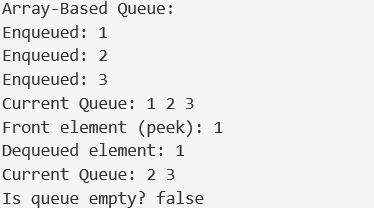 Array-Based Queue:
Enqueued: 1
Enqueued: 2
Enqueued: 3
Current Queue: 1 2 3
Front element (peek): 1
Dequeued element: 1
Current Queue: 2 3
Is queue empty? false